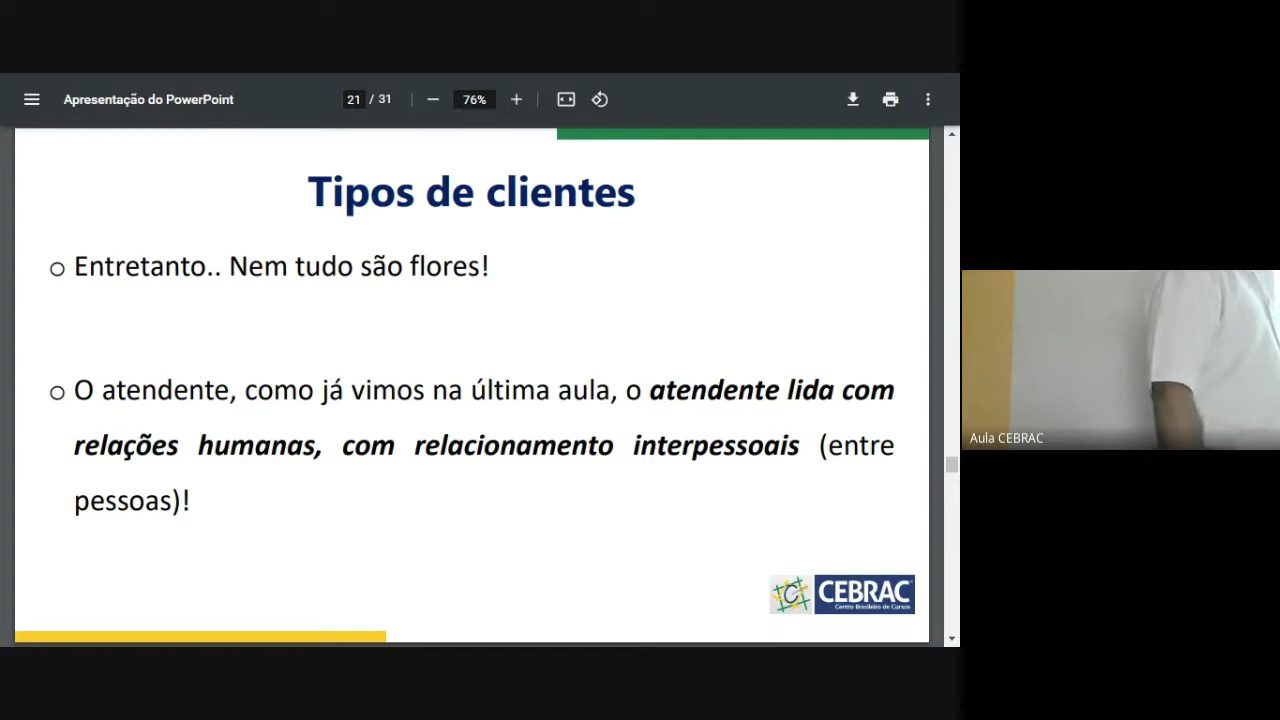 Apresentação do PowerPoint
21 / 31
76%
Tipos de clientes
Entretanto.. Nem tudo são flores!
O atendente, como já vimos na última aula, o atendente lida com
relações humanas, com relacionamento interpessoais (entre
pessoas)!
CEBRAC
Centro Brasileiro de Cursos
Aula CEBRAC